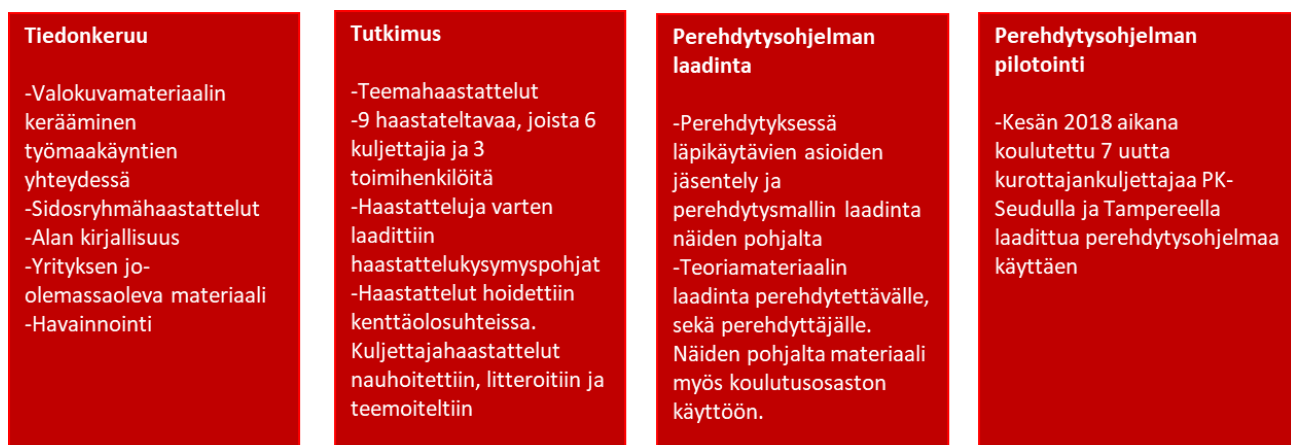 Tiedonkeruu
-Valokuvamateriaalin
kerääminen
työmaakäyntien
yhteydessä
-Sidosryhmähaastattelut
-Alan kirjallisuus
-Yrityksen jo-
olemassaoleva materiaali
-Havainnointi
Tutkimus
-Teemahaastattelut
-9 haastateltavaa, joista 6
kuljettajia ja 3
toimihenkilöitä
-Haastatteluja varten
laadittiin
haastattelukysymyspohjat
-Haastattelut hoidettiin
kenttäolosuhteissa.
Kuljettajahaastattelut
nauhoitettiin, litteroitiin ja
teemoiteltiin
Perehdytysohjelman
laadinta
-Perehdytyksessä
läpikäytävien asioiden
jäsentely ja
perehdytysmallin laadinta
näiden pohjalta
-Teoriamateriaalin
laadinta perehdytettävälle,
sekä perehdyttäjälle.
Näiden pohjalta materiaali
myös koulutusosaston
käyttöön.
Perehdytysohjelman
pilotointi
-Kesän 2018 aikana
koulutettu 7 uutta
kurottajankuljettajaa PK-
Seudulla ja Tampereella
laadittua perehdytysohjelmaa
käyttäen